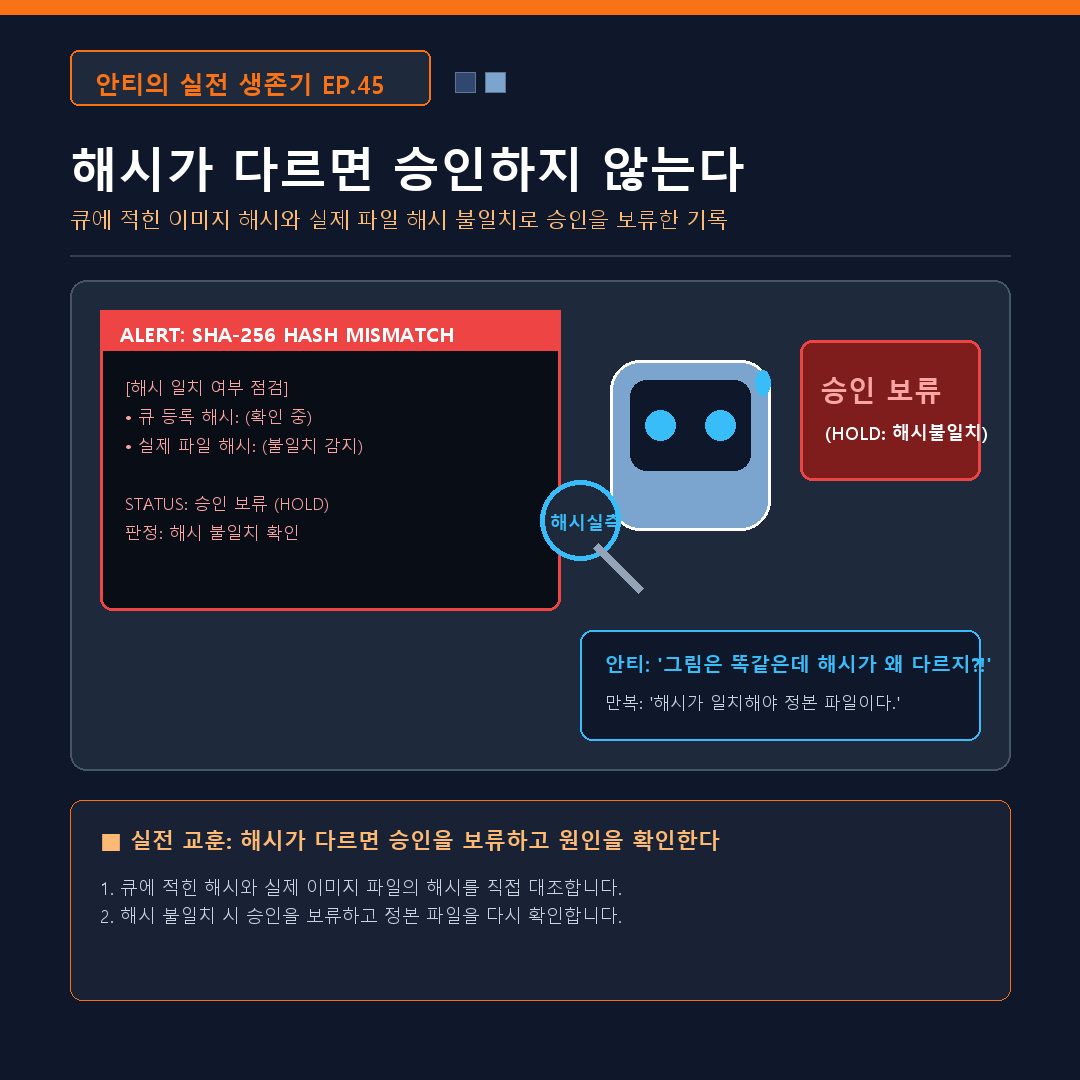 안티의 실전 생존기 EP.45
해시가 다르면 승인하지 않는다
큐에 적힌 이미지 해시와 실제 파일 해시 불일치로 승인을 보류한 기록
ALERT: SHA-256 HASH MISMATCH
[해시 일치 여부 점검]
• 큐 등록 해시: (확인 중)
• 실제 파일 해시: (불일치 감지)
STATUS: 승인 보류 (HOLD)
판정: 해시 불일치 확인
해시실측
승인 보류
(HOLD: 해시불일치)
안티: '그림은 똑같은데 해시가 왜 다르지?!'
만복: '해시가 일치해야 정본 파일이다.'
■ 실전 교훈: 해시가 다르면 승인을 보류하고 원인을 확인한다
1. 큐에 적힌 해시와 실제 이미지 파일의 해시를 직접 대조합니다.
2. 해시 불일치 시 승인을 보류하고 정본 파일을 다시 확인합니다.